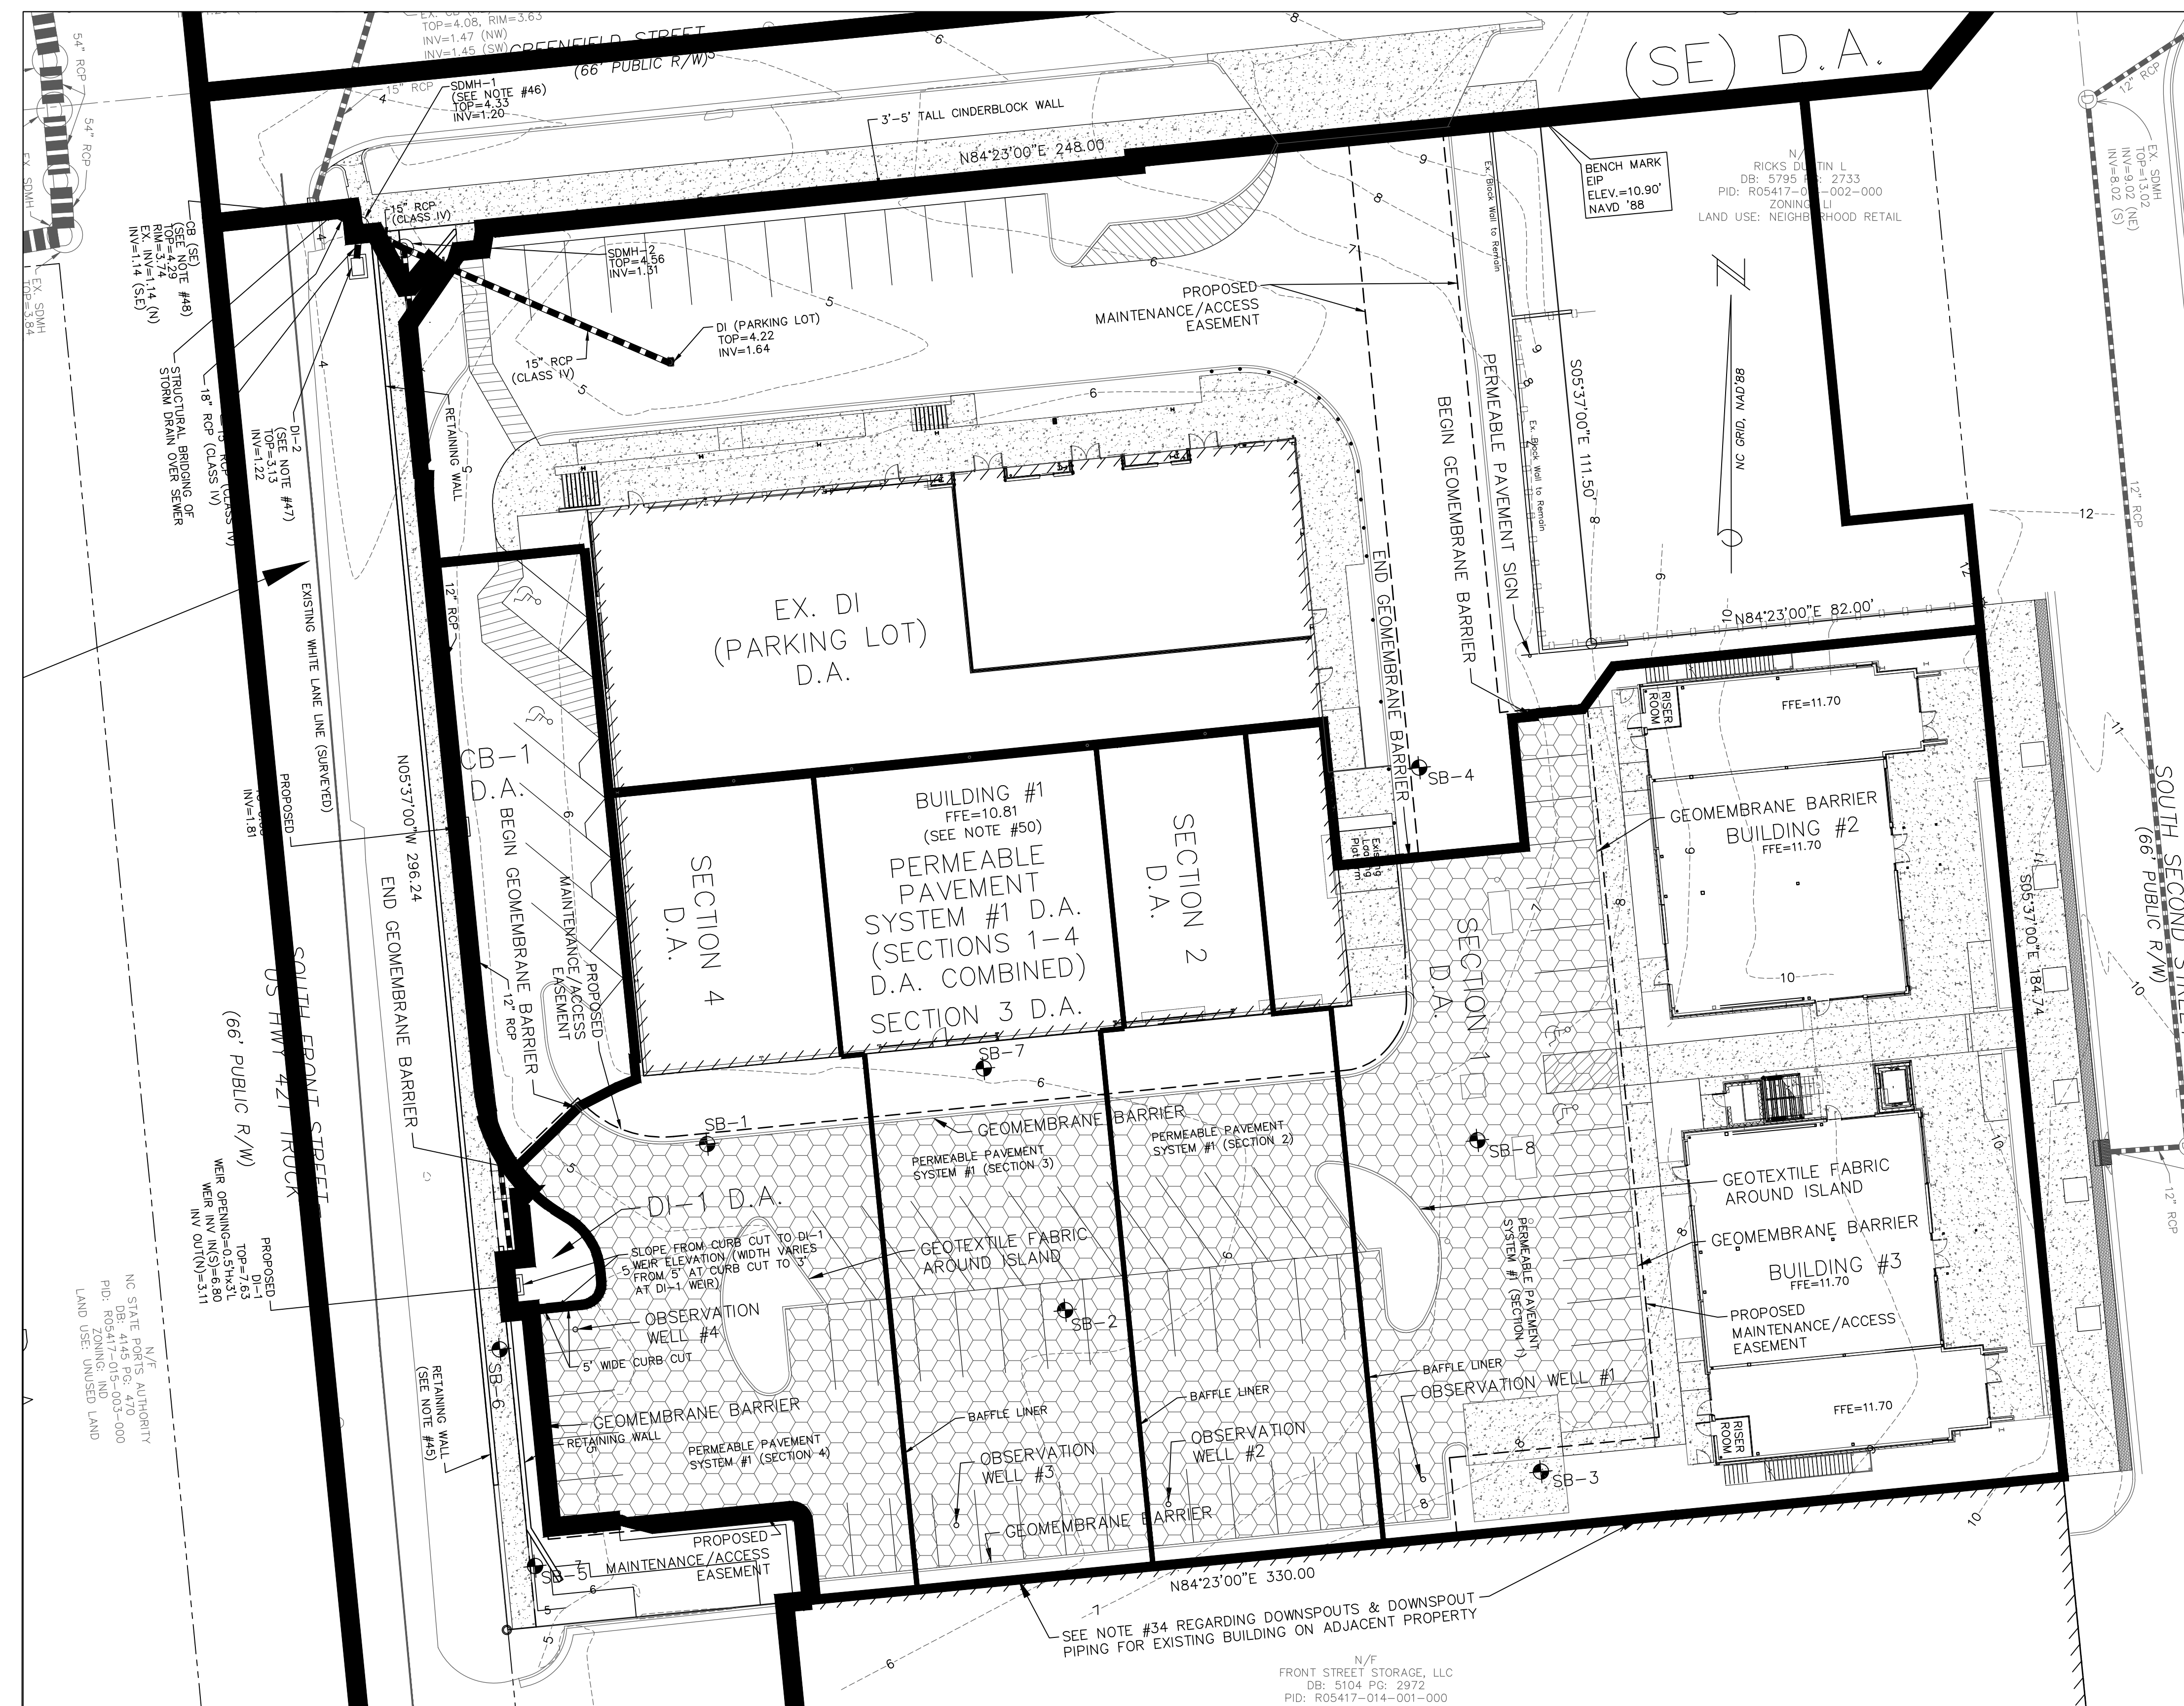 54" RCP
54" RCP
EX. SDMH
EX. SDMH
TOP=3.84
TOP=4.08, RIM=3.63
INV=1.47 (NW)
INV=1.45 (SW)
GREENFIELD STREET
(66' PUBLIC R/W)
15" RCP
SDMH-1
(SEE NOTE #46)
TOP=4.33
INV=1.20
3'-5' TALL CINDERBLOCK WALL
N84°23'00"E 248.00
(SE) D.A.
BENCH MARK
EIP
ELEV.=10.90'
NAVD '88
RICKS DUSTIN L
DB: 5795 PG: 2733
ZONING: LI
LAND USE: NEIGHBORHOOD RETAIL
12" RCP
EX. SDMH
TOP=13.02
INV=9.02 (NE)
INV=8.02 (S)
15" RCP
(CLASS IV)
SDMH-2
TOP=4.56
INV=1.31
CB (SE)
(SEE NOTE #48)
TOP=4.29
RIM=3.74
EX. INV=1.14 (N)
INV=1.14 (S,E)
STRUCTURAL BRIDGING OF
STORM DRAIN OVER SEWER
18" RCP (CLASS IV)
15" RCP (CLASS IV)
DI-2
(SEE NOTE #47)
TOP=3.13
INV=1.22
DI (PARKING LOT)
TOP=4.22
INV=1.64
15" RCP
(CLASS IV)
RETAINING WALL
PROPOSED
MAINTENANCE/ACCESS
EASEMENT
Ex. Block Wall to Remain
Ex. Block Wall to Remain
S05°37'00"E 111.50'
NC GRID, NAD'88
N
12" RCP
PERMEABLE PAVEMENT SIGN
BEGIN GEOMEMBRANE BARRIER
END GEOMEMBRANE BARRIER
N84°23'00"E 82.00'
EXISTING WHITE LANE LINE (SURVEYED)
12" RCP
EX. DI
(PARKING LOT)
D.A.
RISER
ROOM
FFE=11.70
GEOMEMBRANE BARRIER
BUILDING #2
FFE=11.70
S05°37'00"E 184.74
SOUTH SECOND STREET
(66' PUBLIC R/W)
CB-1
D.A.
N05°37'00"W 296.24
PROPOSED
INV=1.81
BEGIN GEOMEMBRANE BARRIER
END GEOMEMBRANE BARRIER
PROPOSED
MAINTENANCE/ACCESS
EASEMENT
12" RCP
SECTION 4
D.A.
BUILDING #1
FFE=10.81
(SEE NOTE #50)
PERMEABLE
PAVEMENT
SYSTEM #1 D.A.
(SECTIONS 1-4
D.A. COMBINED)
SECTION 3 D.A.
SECTION 2
D.A.
Existing
Loading
Platform
SB-4
SECTION 1
D.A.
SB-7
SB-1
GEOMEMBRANE BARRIER
PERMEABLE PAVEMENT
SYSTEM #1 (SECTION 3)
PERMEABLE PAVEMENT
SYSTEM #1 (SECTION 2)
SB-8
GEOTEXTILE FABRIC
AROUND ISLAND
GEOMEMBRANE BARRIER
BUILDING #3
FFE=11.70
PROPOSED
MAINTENANCE/ACCESS
EASEMENT
PERMEABLE PAVEMENT
SYSTEM #1 (SECTION 1)
12" RCP
SOUTH FRONT STREET
US HWY 421 TRUCK
(66' PUBLIC R/W)
DI-1 D.A.
SLOPE FROM CURB CUT TO DI-1
WEIR ELEVATION (WIDTH VARIES
FROM 5' AT CURB CUT TO 3'
AT DI-1 WEIR)
GEOTEXTILE FABRIC
AROUND ISLAND
SB-2
PROPOSED
DI-1
TOP=7.63
WEIR OPENING=0.5'Hx3'L
WEIR INV IN(S)=6.80
INV OUT(N)=3.11
OBSERVATION
WELL #4
5' WIDE CURB CUT
SB-6
RETAINING WALL
(SEE NOTE #45)
GEOMEMBRANE BARRIER
RETAINING WALL
PERMEABLE PAVEMENT
SYSTEM #1 (SECTION 4)
BAFFLE LINER
OBSERVATION
WELL #3
BAFFLE LINER
OBSERVATION
WELL #2
BAFFLE LINER
OBSERVATION WELL #1
SB-3
RISER
ROOM
FFE=11.70
GEOMEMBRANE BARRIER
SB-5
PROPOSED
MAINTENANCE/ACCESS
EASEMENT
N84°23'00"E 330.00
SEE NOTE #34 REGARDING DOWNSPOUTS & DOWNSPOUT
PIPING FOR EXISTING BUILDING ON ADJACENT PROPERTY
N/F
NC STATE PORTS AUTHORITY
DB: 4145 PG: 470
PID: R05417-015-003-000
ZONING: IND
LAND USE: UNUSED LAND
N/F
FRONT STREET STORAGE, LLC
DB: 5104 PG: 2972
PID: R05417-014-001-000